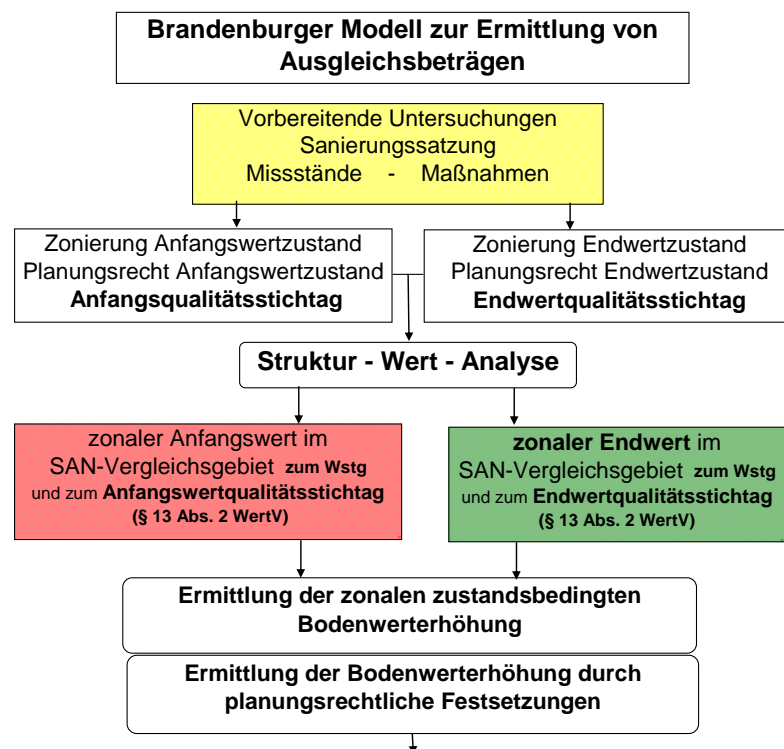 Brandenburger Modell zur Ermittlung von
Ausgleichsbeträgen
Vorbereitende Untersuchungen
Sanierungssatzung
Missstände - Maßnahmen
Zonierung Anfangswertzustand
Planungsrecht Anfangswertzustand
Anfangsqualitätsstichtag
Zonierung Endwertzustand
Planungsrecht Endwertzustand
Endwertqualitätsstichtag
Struktur - Wert - Analyse
zonaler Anfangswert im
SAN-Vergleichsgebiet zum Wstg
und zum Anfangswertqualitätsstichtag
(§ 13 Abs. 2 WertV)
zonaler Endwert im
SAN-Vergleichsgebiet zum Wstg
und zum Endwertqualitätsstichtag
(§ 13 Abs. 2 WertV)
Ermittlung der zonalen zustandsbedingten
Bodenwerterhöhung
Ermittlung der Bodenwerterhöhung durch
planungsrechtliche Festsetzungen